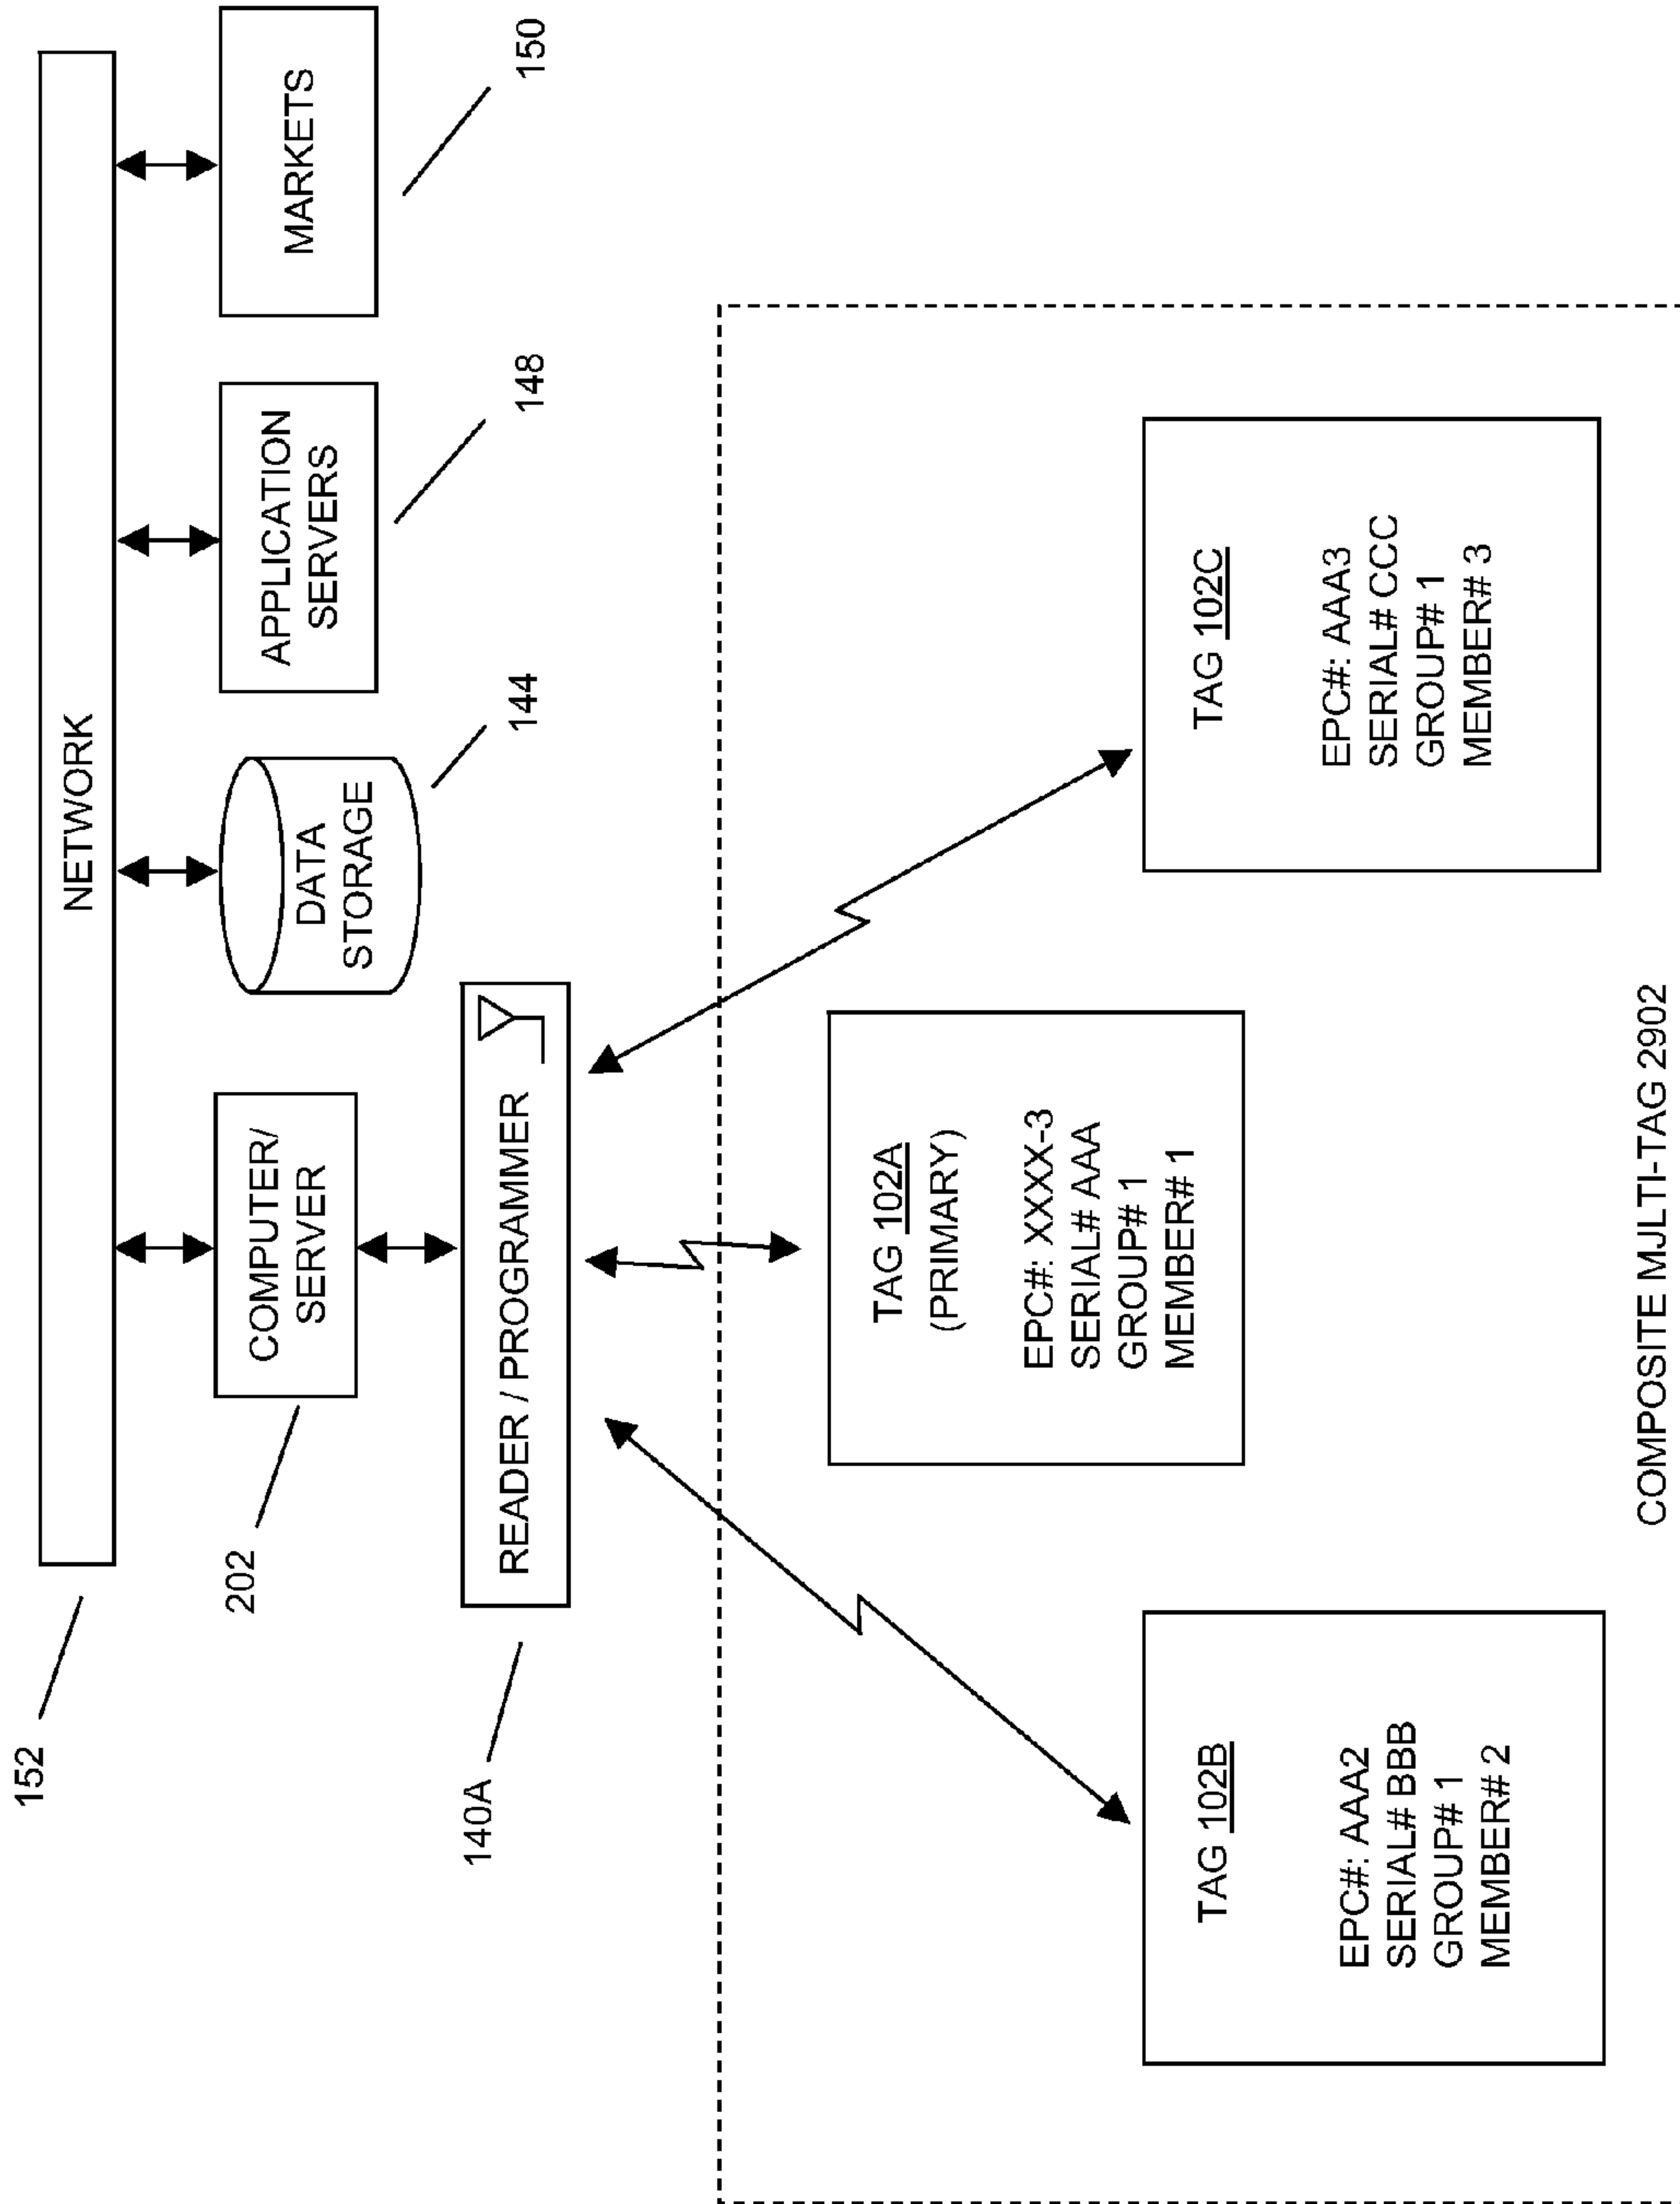 NETWORK
152
COMPUTER/
SERVER
202
DATA
STORAGE
144
APPLICATION
SERVERS
148
MARKETS
150
READER / PROGRAMMER
140A
TAG 102A
(PRIMARY)
EPC#: XXXX-3
SERIAL# AAA
GROUP# 1
MEMBER# 1
TAG 102B
EPC#: AAA2
SERIAL# BBB
GROUP# 1
MEMBER# 2
TAG 102C
EPC#: AAA3
SERIAL# CCC
GROUP# 1
MEMBER# 3
COMPOSITE MJLTI-TAG 2902